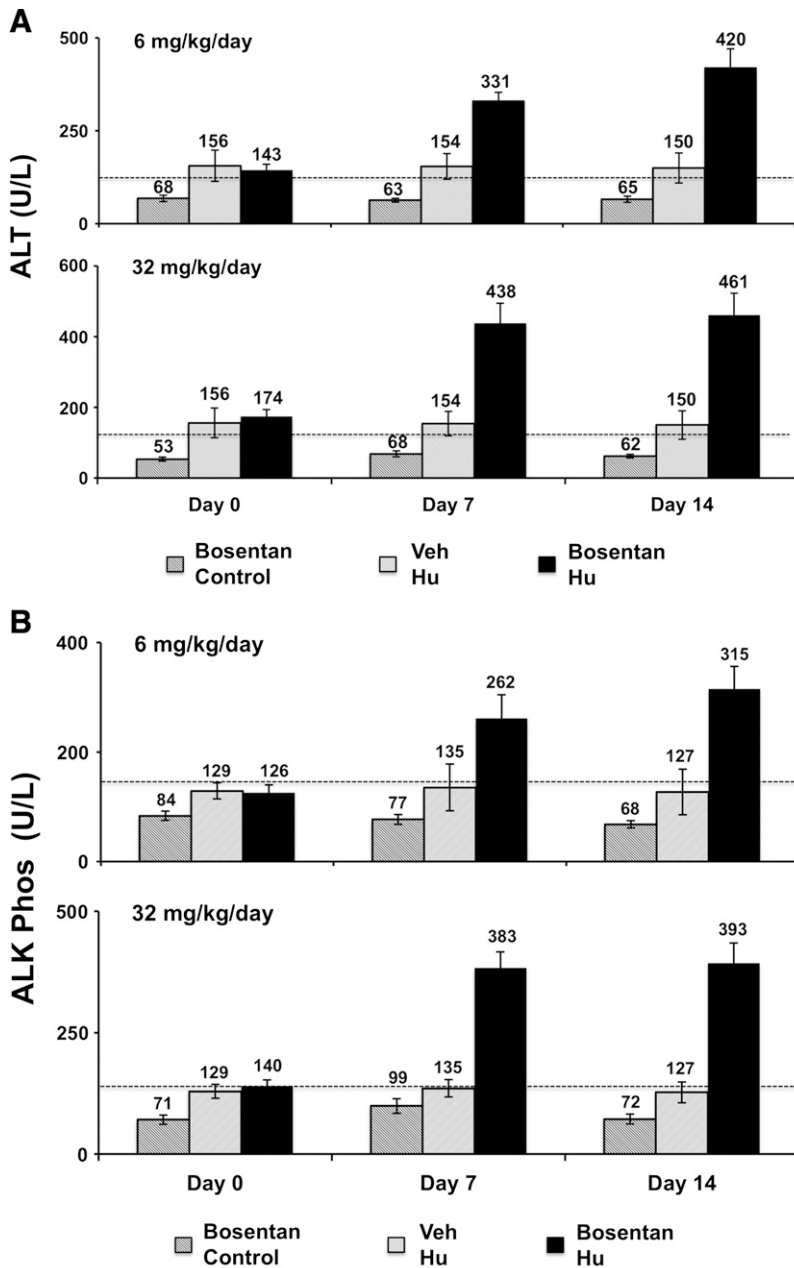 A
6 mg/kg/day
ALT (U/L)
500
250
0
68
156
143
63
154
331
65
150
420
32 mg/kg/day
600
400
200
0
53
156
174
68
154
438
62
150
461
Day 0
Day 7
Day 14
Bosentan Control
Veh Hu
Bosentan Hu
B
6 mg/kg/day
ALK Phos (U/L)
400
200
0
84
129
126
77
135
262
68
127
315
32 mg/kg/day
500
250
0
71
129
140
99
135
383
72
127
393
Day 0
Day 7
Day 14
Bosentan Control
Veh Hu
Bosentan Hu